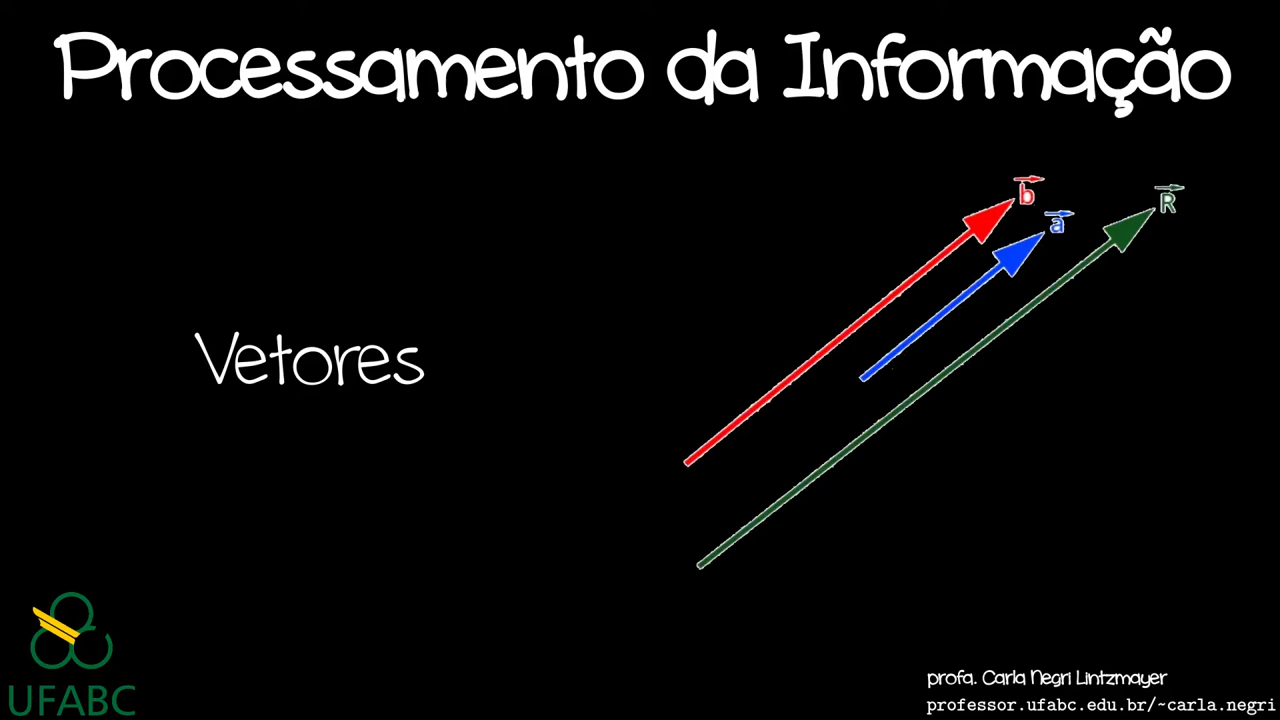 Processamento da Informação
b
a
R
Vetores
UFABC
profa. Carla Negri Lintzmayer
professor.ufabc.edu.br/~carla.negri